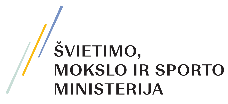 ŠVIETIMO,
MOKSLO IR SPORTO
MINISTERIJA